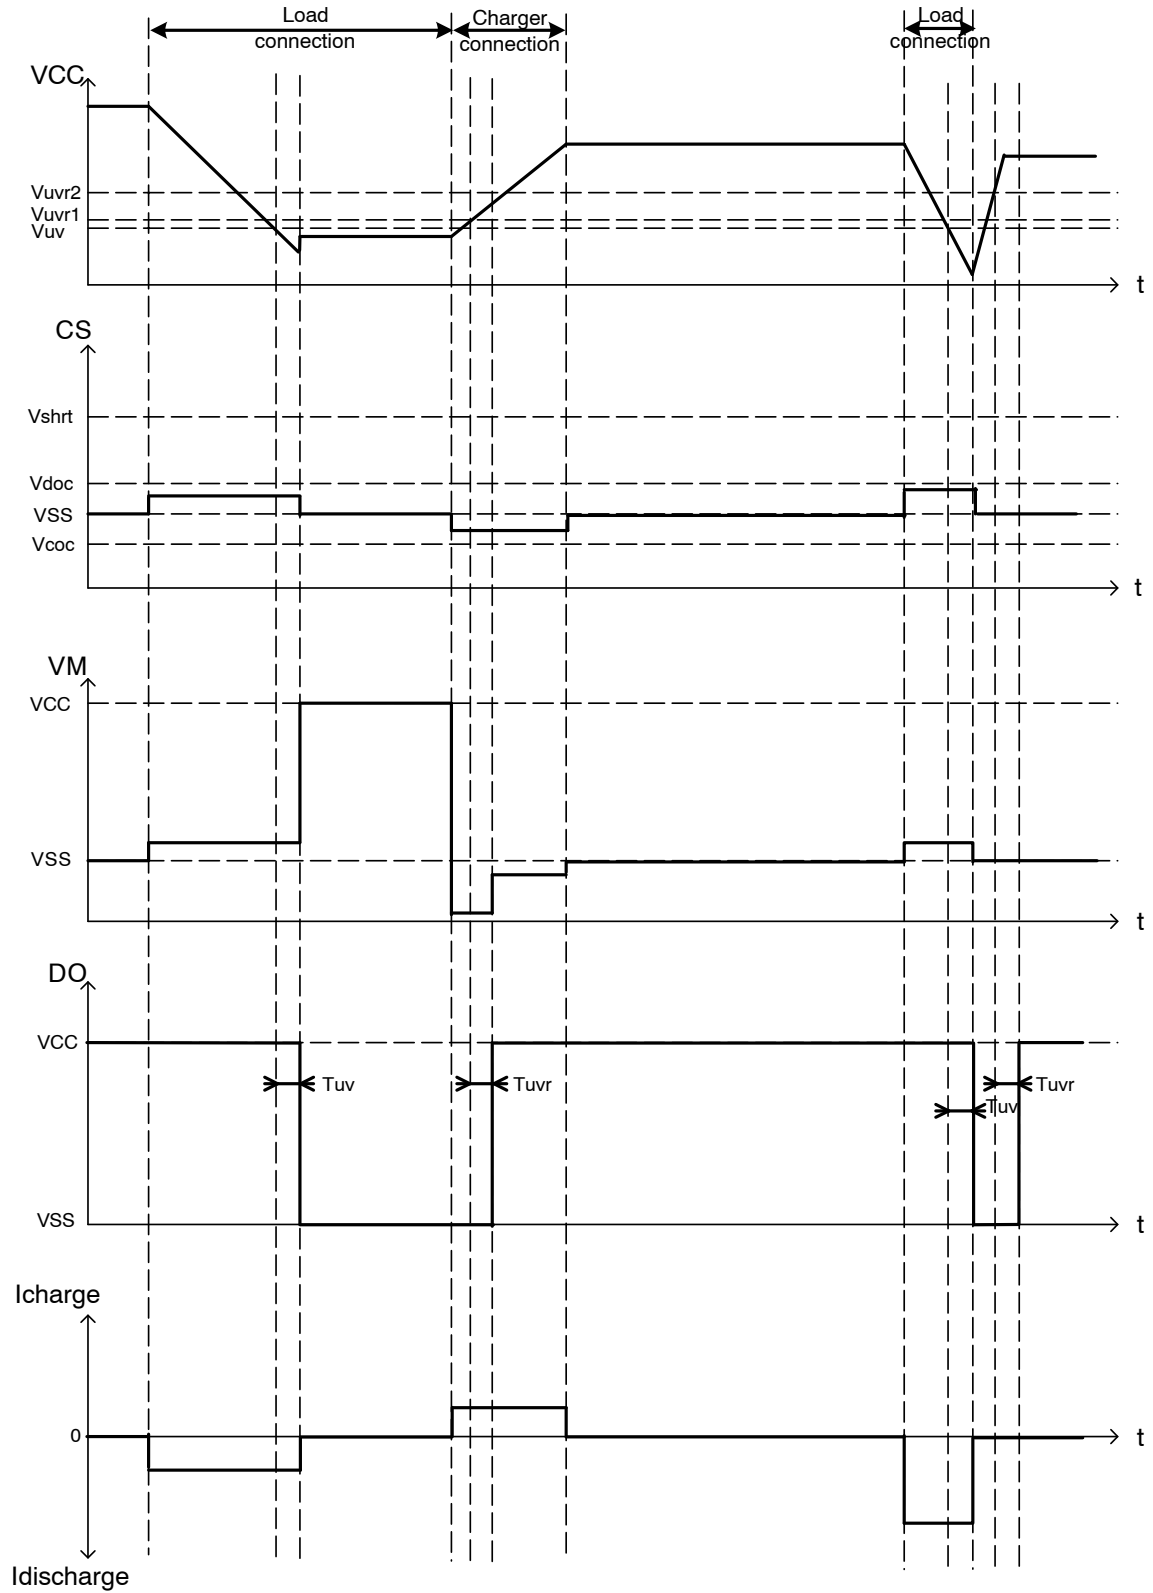 Load
connection
Charger
connection
Load
connection
VCC
Vuvr2
Vuvr1
Vuv
t
CS
Vshrt
Vdoc
VSS
Vcoc
t
VM
VCC
VSS
t
DO
VCC
Tuv
Tuvr
Tuvr
Tuv
VSS
t
Icharge
0
t
Idischarge